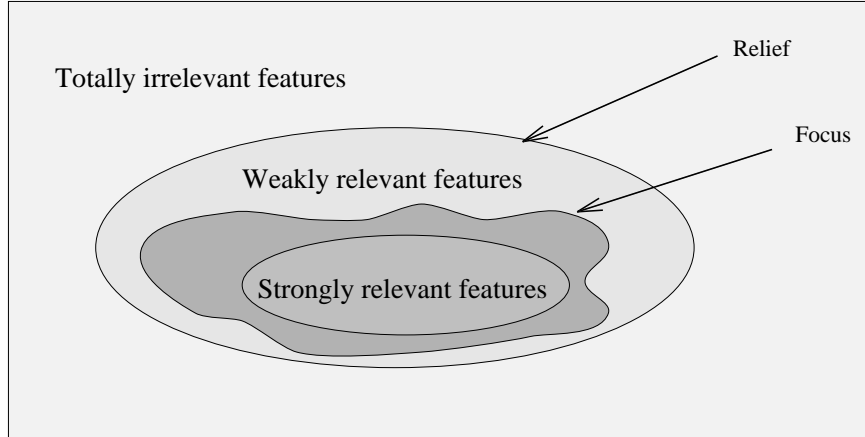 Relief
Totally irrelevant features
Focus
Weakly relevant features
Strongly relevant features